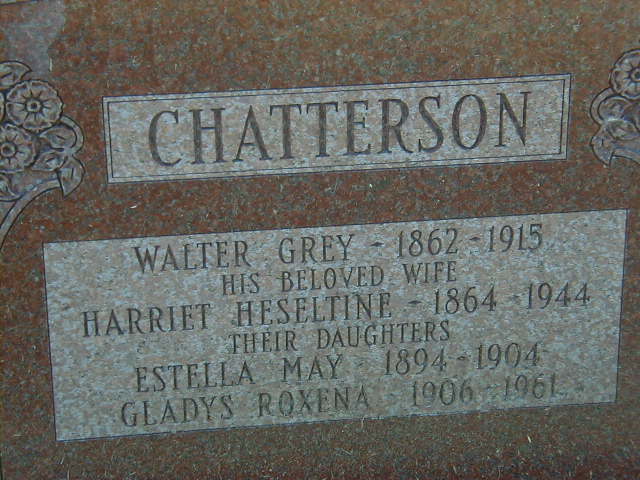 CHATTERSON
WALTER GREY - 1862 - 1915
HIS BELOVED WIFE
HARRIET HESELTINE - 1864 - 1944
THEIR DAUGHTERS
ESTELLA MAY - 1894 - 1904
GLADYS ROXENA - 1906 - 1961